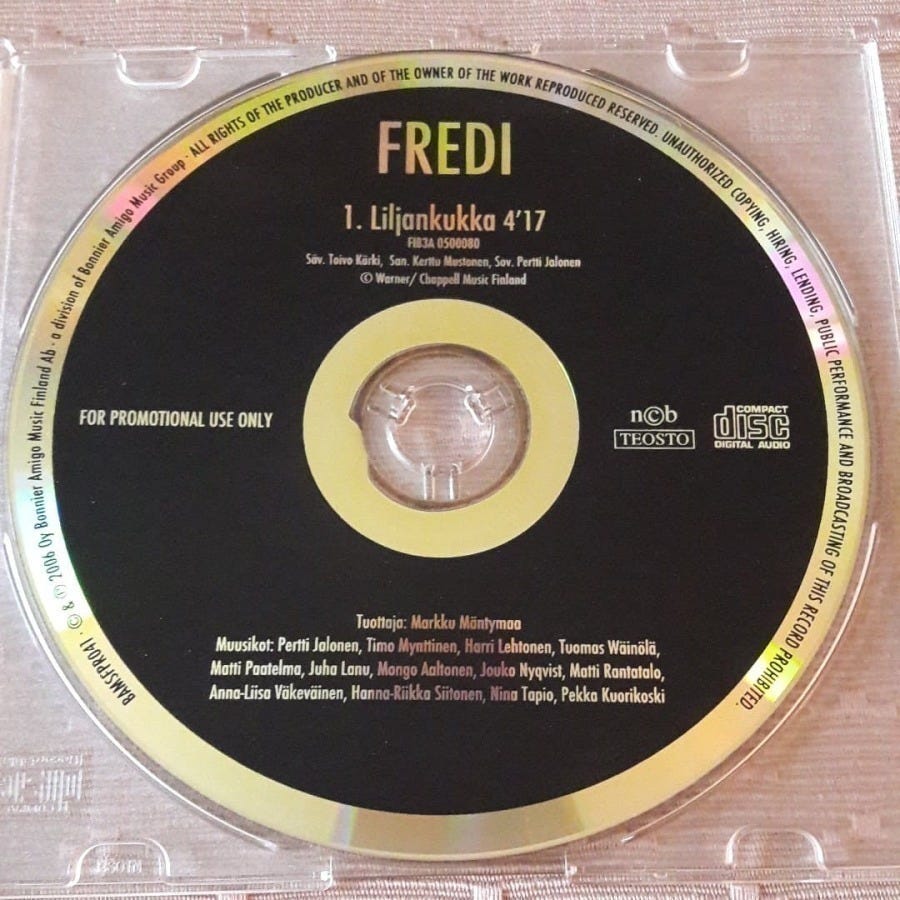 FREDI
1. Liljankukka 4'17
FIB3A 0500080
Säv. Toivo Kärki, San. Kerttu Mustonen, Sov. Pertti Jalonen
© Warner/ Chappell Music Finland
FOR PROMOTIONAL USE ONLY
n©b
TEOSTO
COMPACT
disc
DIGITAL AUDIO
Tuottaja: Markku Mäntymaa
Muusikot: Pertti Jalonen, Timo Mynttinen, Harri Lehtonen, Tuomas Wäinölä,
Matti Paatelma, Juha Lanu, Mongo Aaltonen, Jouko Nyqvist, Matti Rantatalo,
Anna-Liisa Väkeväinen, Hanna-Riikka Siitonen, Nina Tapio, Pekka Kuorikoski
BAMSFPR041 · © & ℗ 2006 Oy Bonnier Amigo Music Finland Ab · a division of Bonnier Amigo Music Group · ALL RIGHTS OF THE PRODUCER AND OF THE OWNER OF THE WORK REPRODUCED RESERVED. UNAUTHORIZED COPYING, HIRING, LENDING, PUBLIC PERFORMANCE AND BROADCASTING OF THIS RECORD PROHIBITED.